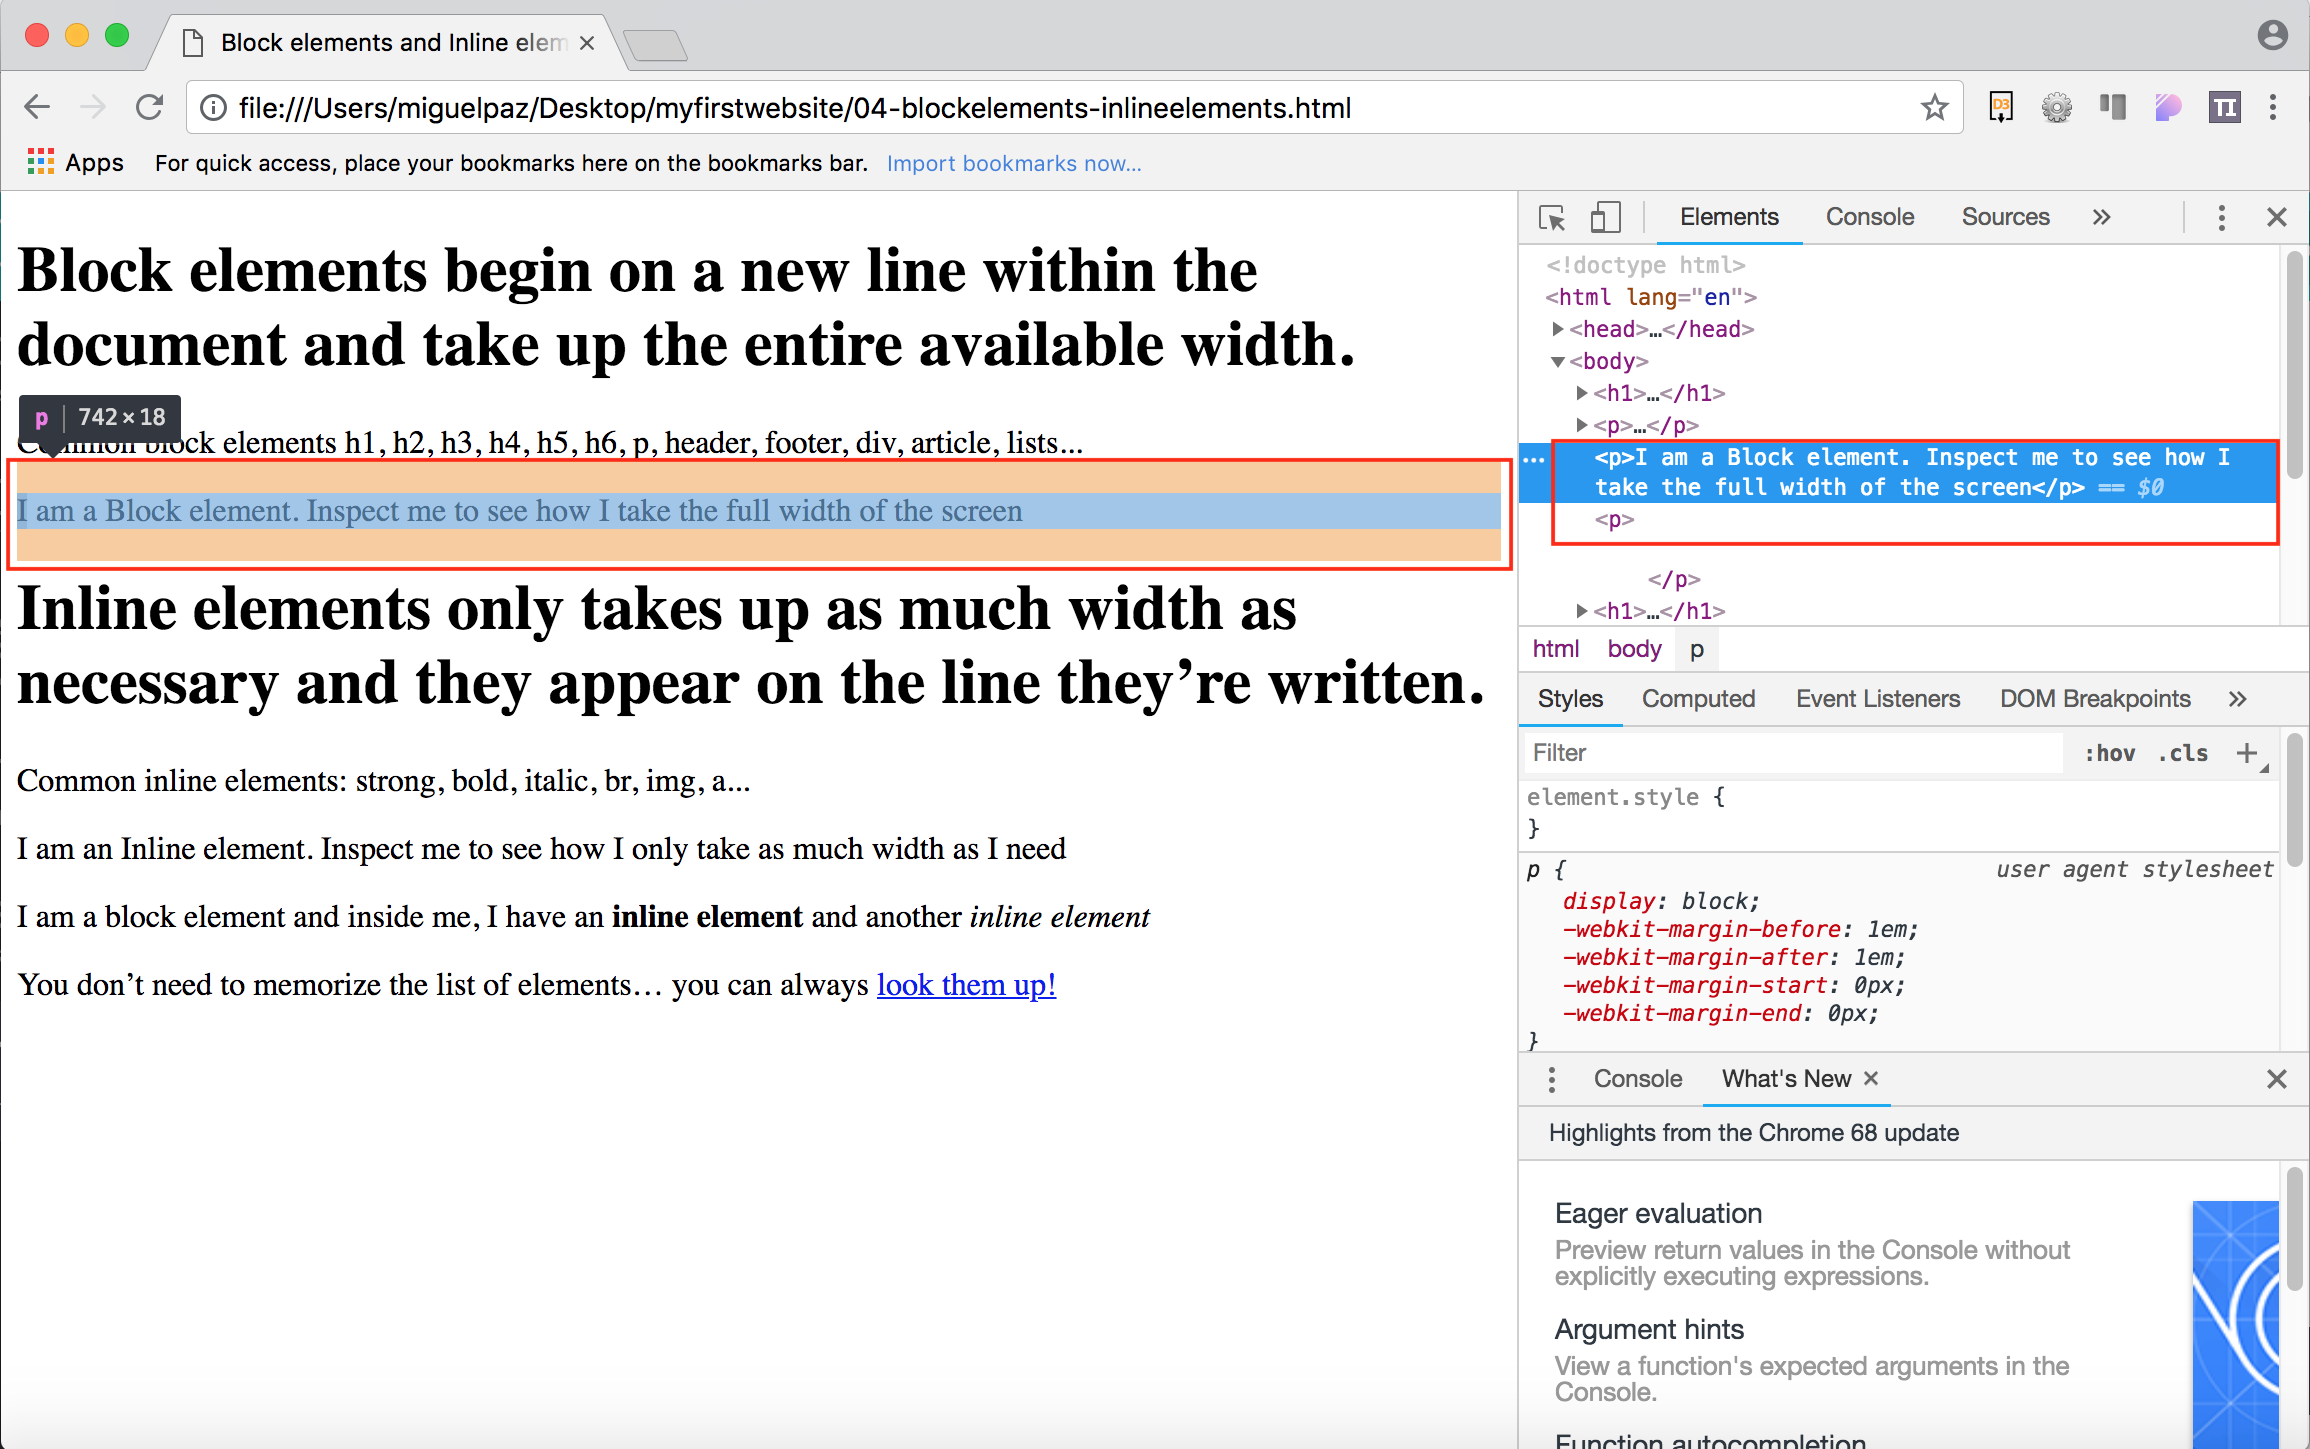 Block elements and Inline elem
file:///Users/miguelpaz/Desktop/myfirstwebsite/04-blockelements-inlineelements.html
D3
TI
Apps
For quick access, place your bookmarks here on the bookmarks bar. Import bookmarks now...
Block elements begin on a new line within the
document and take up the entire available width.
p 742×18
Common block elements h1, h2, h3, h4, h5, h6, p, header, footer, div, article, lists...
I am a Block element. Inspect me to see how I take the full width of the screen
Inline elements only takes up as much width as
necessary and they appear on the line they’re written.
Common inline elements: strong, bold, italic, br, img, a...
I am an Inline element. Inspect me to see how I only take as much width as I need
I am a block element and inside me, I have an inline element and another inline element
You don’t need to memorize the list of elements… you can always look them up!
Elements Console Sources »
<!doctype html>
<html lang="en">
<head>…</head>
<body>
<h1>…</h1>
<p>…</p>
<p>I am a Block element. Inspect me to see how I
take the full width of the screen</p> == $0
<p>
</p>
<h1>…</h1>
html body p
Styles Computed Event Listeners DOM Breakpoints »
Filter :hov .cls +
element.style {
}
p { user agent stylesheet
display: block;
-webkit-margin-before: 1em;
-webkit-margin-after: 1em;
-webkit-margin-start: 0px;
-webkit-margin-end: 0px;
}
Console What's New ×
Highlights from the Chrome 68 update
Eager evaluation
Preview return values in the Console without
explicitly executing expressions.
Argument hints
View a function's expected arguments in the
Console.
Function autocompletion